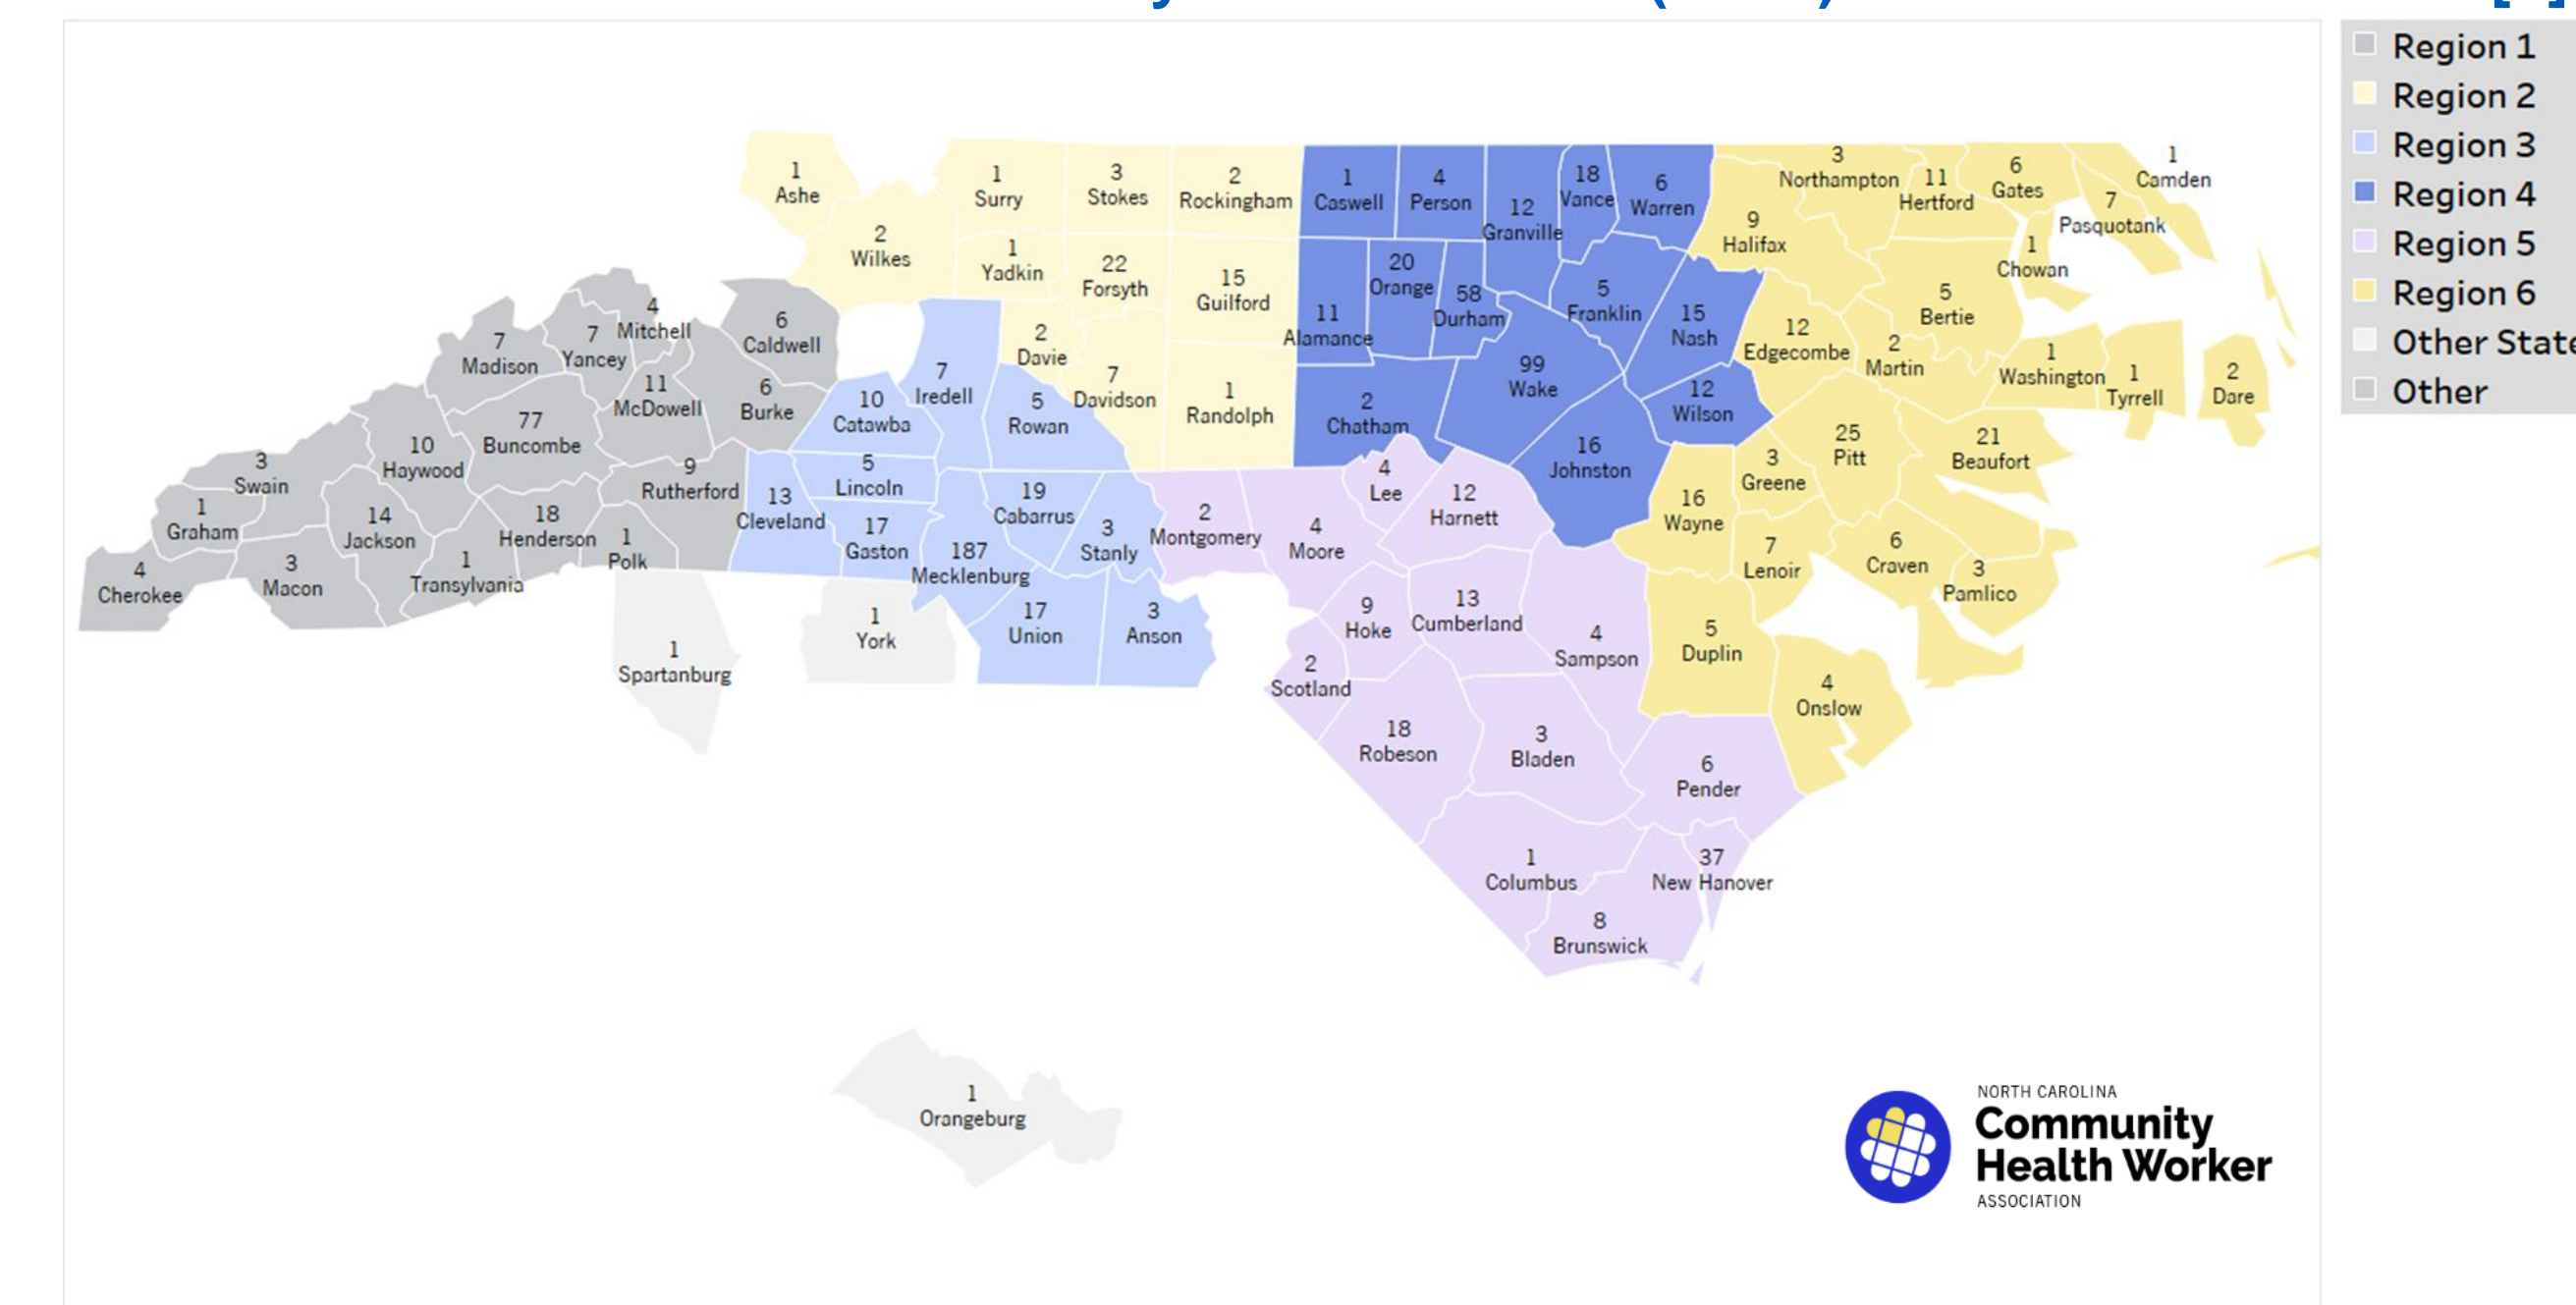 Region 1
Region 2
Region 3
Region 4
Region 5
Region 6
Other State
Other
1
Ashe
1
Surry
3
Stokes
2
Rockingham
1
Caswell
4
Person
12
Granville
18
Vance
6
Warren
3
Northampton
11
Hertford
6
Gates
1
Camden
7
Pasquotank
2
Wilkes
1
Yadkin
22
Forsyth
15
Guilford
11
Alamance
20
Orange
58
Durham
5
Franklin
15
Nash
9
Halifax
1
Chowan
5
Bertie
7
Madison
7
Yancey
4
Mitchell
6
Caldwell
7
Iredell
2
Davie
7
Davidson
1
Randolph
2
Chatham
99
Wake
12
Wilson
12
Edgecombe
2
Martin
1
Washington
1
Tyrrell
2
Dare
77
Buncombe
11
McDowell
6
Burke
10
Catawba
5
Rowan
16
Johnston
3
Greene
25
Pitt
21
Beaufort
3
Swain
10
Haywood
9
Rutherford
13
Cleveland
5
Lincoln
19
Cabarrus
3
Stanly
2
Montgomery
4
Moore
4
Lee
12
Harnett
16
Wayne
7
Lenoir
6
Craven
3
Pamlico
1
Graham
14
Jackson
18
Henderson
1
Polk
17
Gaston
187
Mecklenburg
4
Cherokee
3
Macon
1
Transylvania
1
Spartanburg
1
York
17
Union
3
Anson
9
Hoke
13
Cumberland
4
Sampson
5
Duplin
4
Onslow
2
Scotland
18
Robeson
3
Bladen
6
Pender
1
Columbus
37
New Hanover
8
Brunswick
1
Orangeburg
NORTH CAROLINA
Community
Health Worker
ASSOCIATION